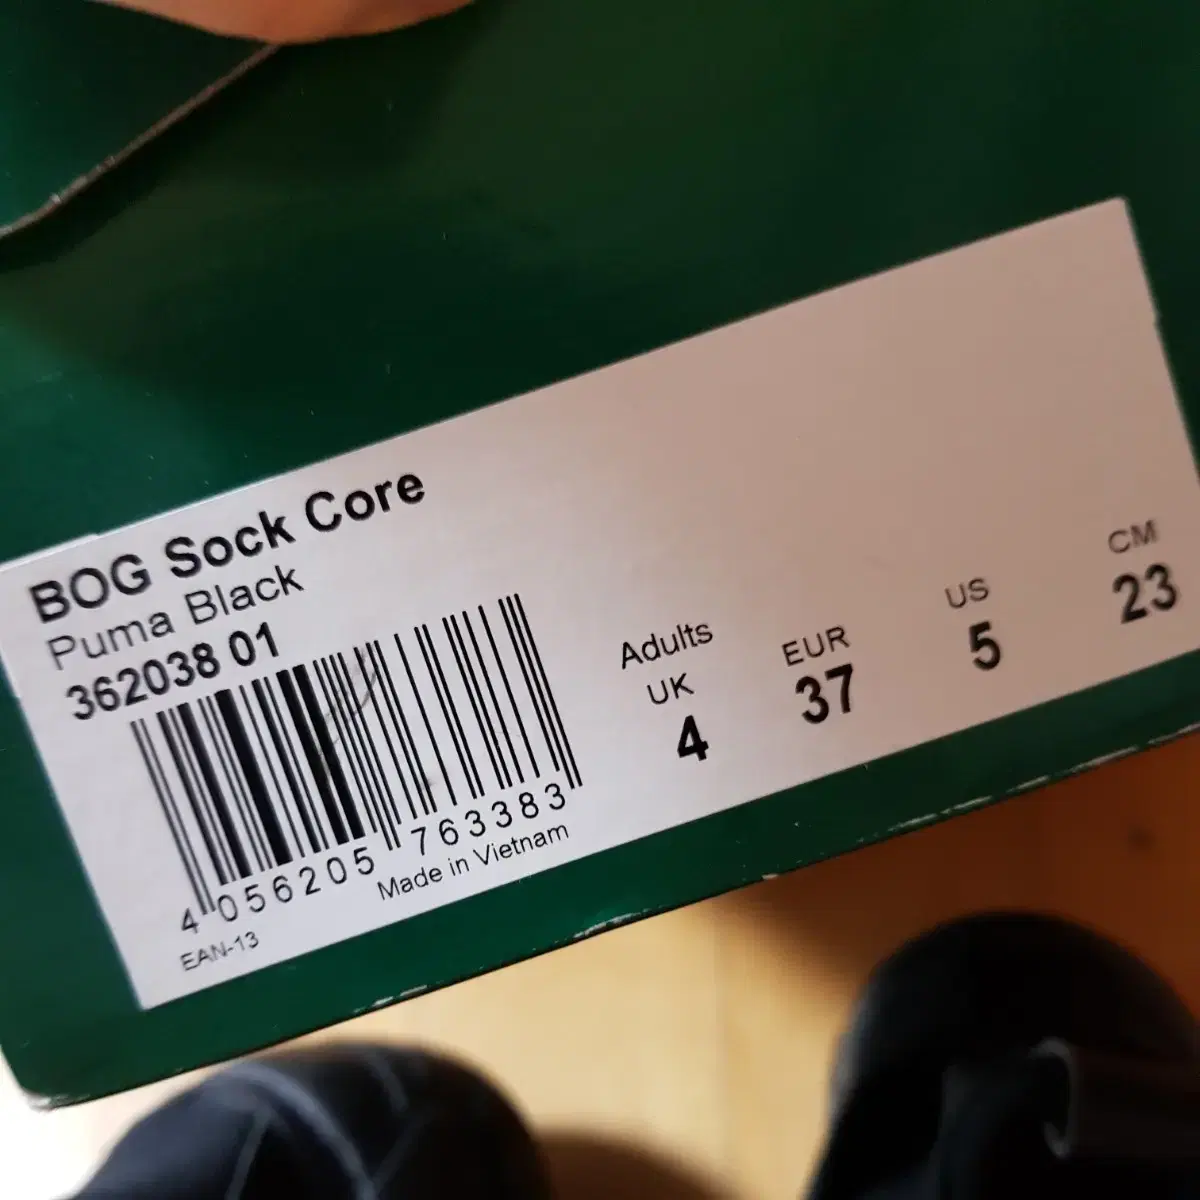 BOG Sock Core
Puma Black
362038 01
4 056205 763383
EAN-13
Made in Vietnam
Adults
UK EUR US CM
4 37 5 23